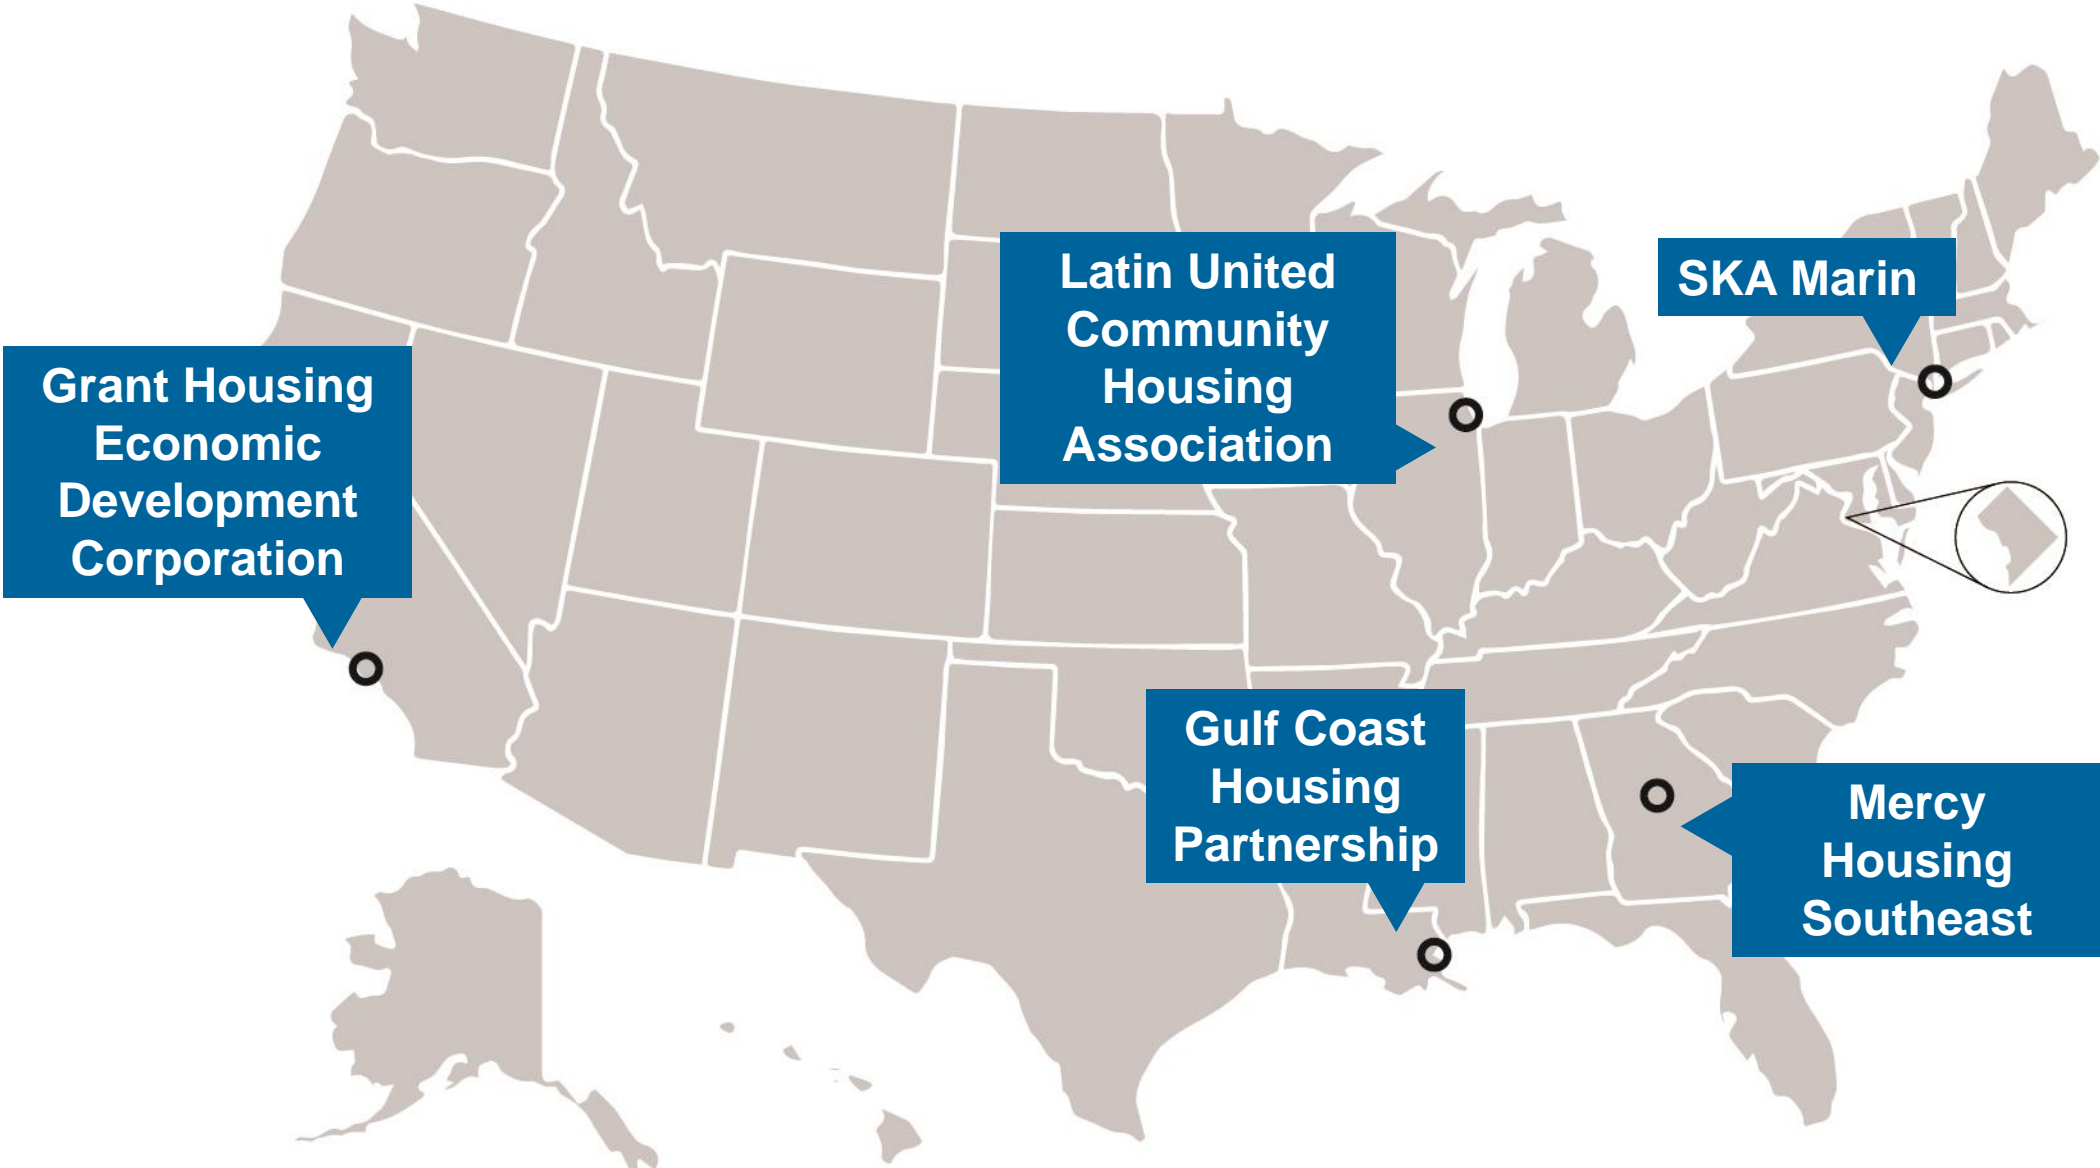 Latin United
Community
Housing
Association
SKA Marin
Grant Housing
Economic
Development
Corporation
Gulf Coast
Housing
Partnership
Mercy
Housing
Southeast